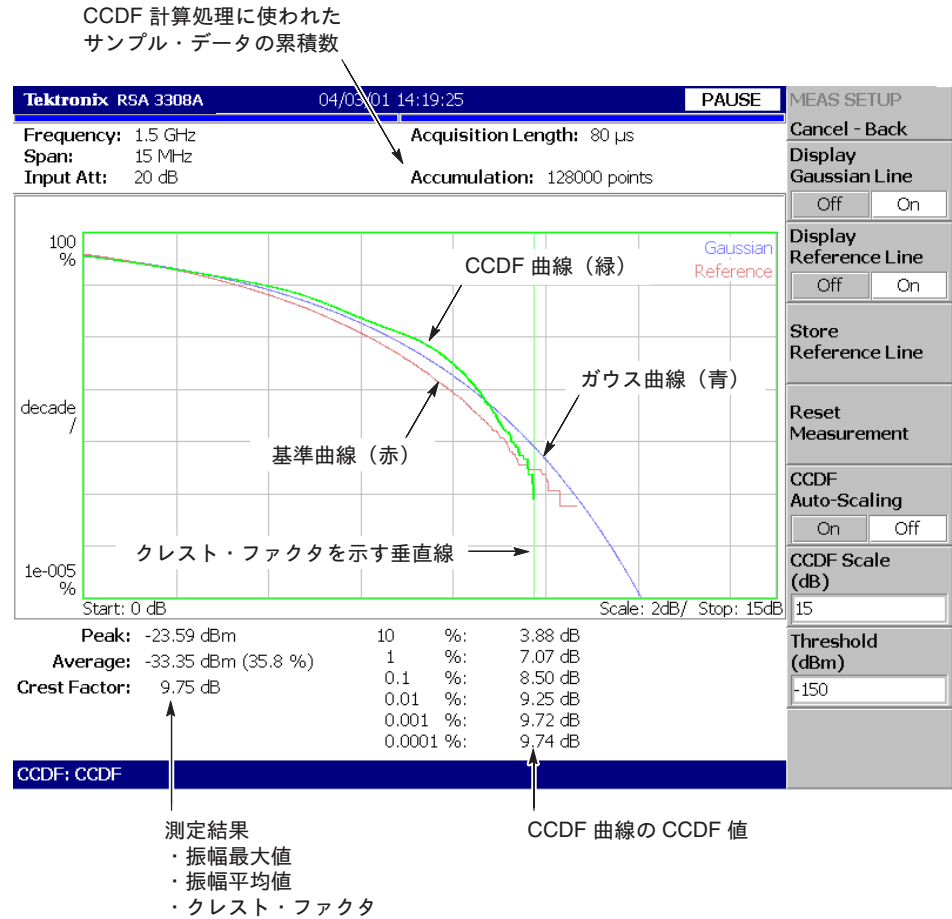 CCDF 計算処理に使われた
サンプル・データの累積数
Tektronix RSA 3308A 04/03/01 14:19:25 PAUSE
Frequency: 1.5 GHz Acquisition Length: 80 µs
Span: 15 MHz
Input Att: 20 dB Accumulation: 128000 points
100
%
Gaussian
Reference
CCDF 曲線（緑）
ガウス曲線（青）
decade
/
基準曲線（赤）
クレスト・ファクタを示す垂直線
1e-005
%
Start: 0 dB Scale: 2dB/ Stop: 15dB
Peak: -23.59 dBm
Average: -33.35 dBm (35.8 %)
Crest Factor: 9.75 dB
10 %: 3.88 dB
1 %: 7.07 dB
0.1 %: 8.50 dB
0.01 %: 9.25 dB
0.001 %: 9.72 dB
0.0001 %: 9.74 dB
CCDF: CCDF
MEAS SETUP
Cancel - Back
Display
Gaussian Line
Off On
Display
Reference Line
Off On
Store
Reference Line
Reset
Measurement
CCDF
Auto-Scaling
On Off
CCDF Scale
(dB)
15
Threshold
(dBm)
-150
測定結果
・振幅最大値
・振幅平均値
・クレスト・ファクタ
CCDF 曲線の CCDF 値